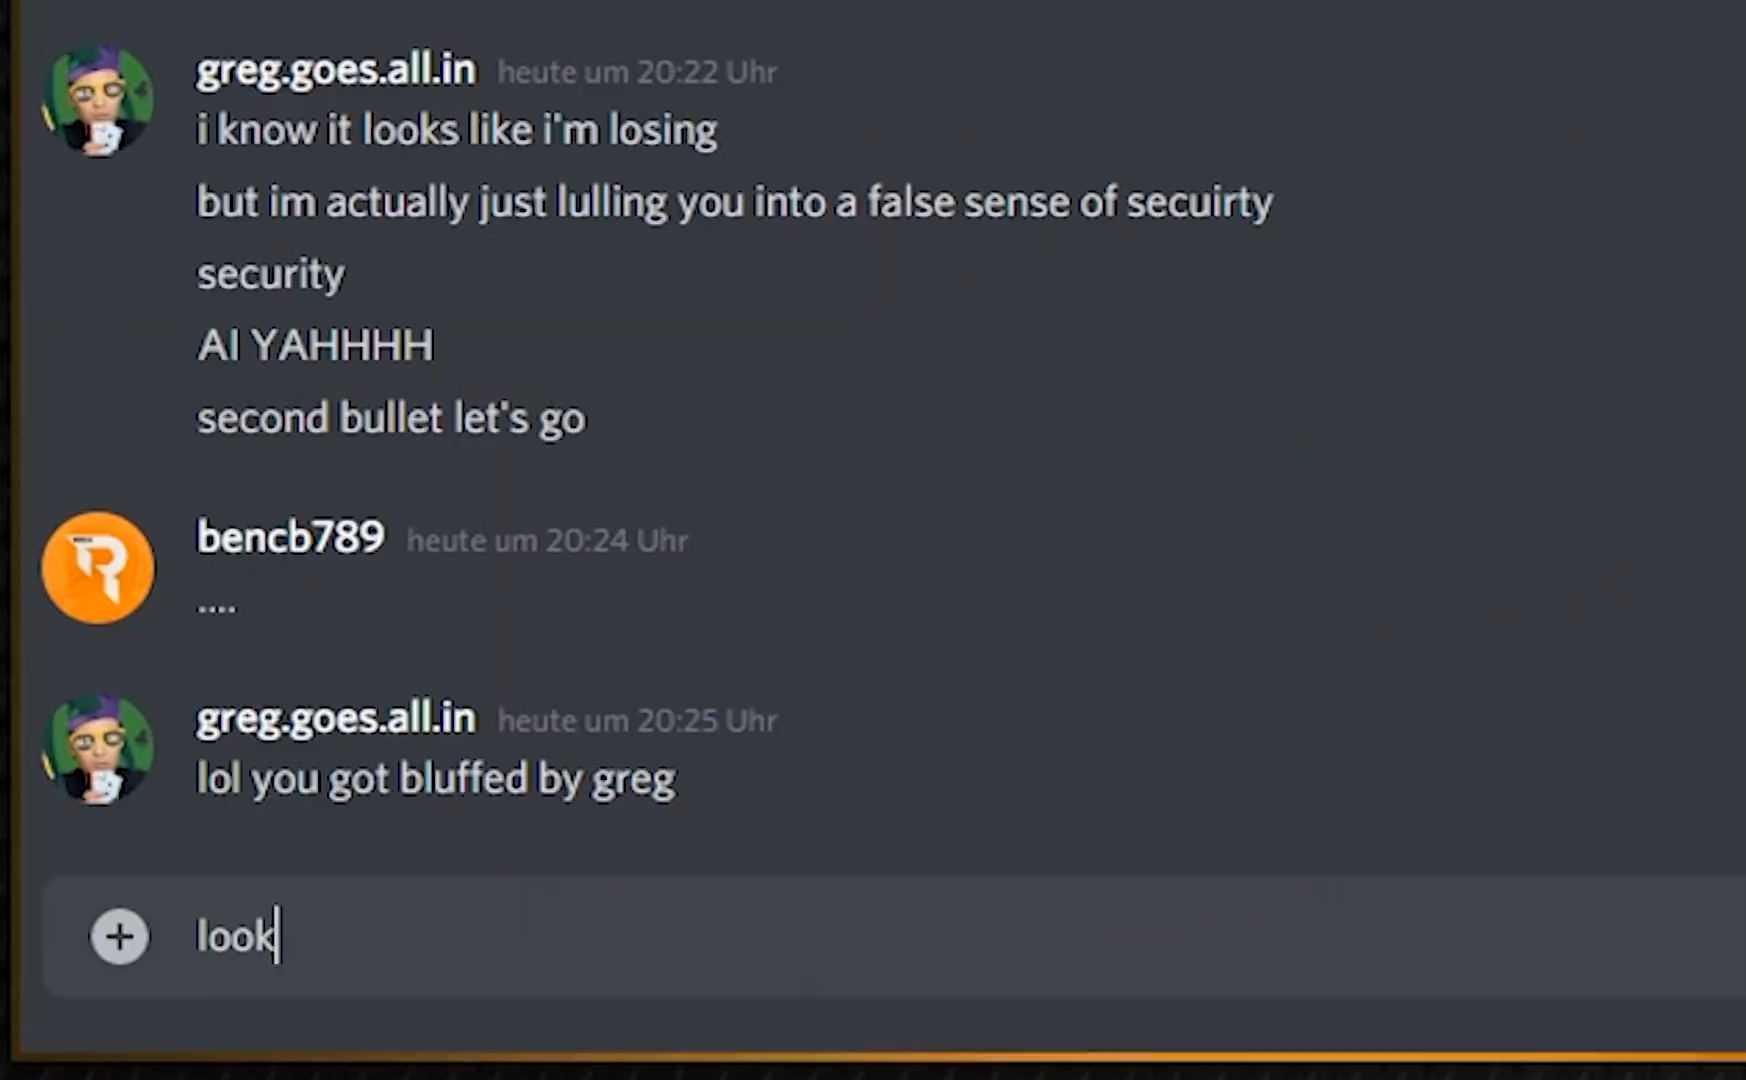 greg.goes.all.in heute um 20:22 Uhr
i know it looks like i'm losing
but im actually just lulling you into a false sense of secuirty
security
AI YAHHHH
second bullet let's go
bencb789 heute um 20:24 Uhr
....
greg.goes.all.in heute um 20:25 Uhr
lol you got bluffed by greg
look